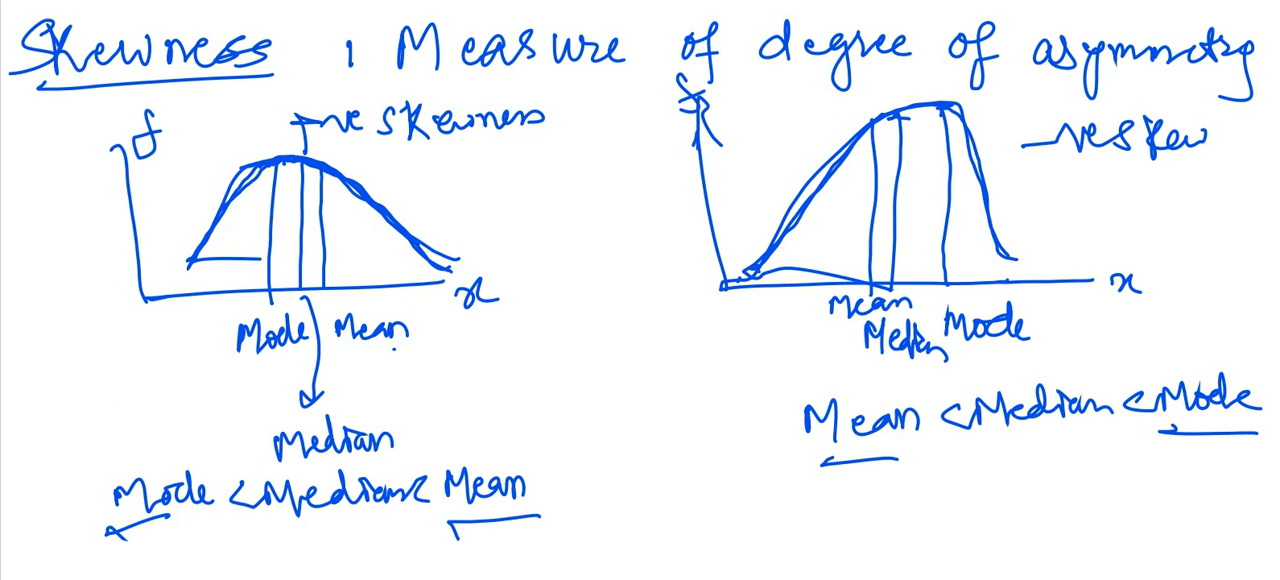 Skewness : Measure of degree of asymmetry
f
+ve skewness
x
Mode
Mean
Median
Mode < Median < Mean
f
-ve skew
x
Mean
Median
Mode
Mean < Median < Mode